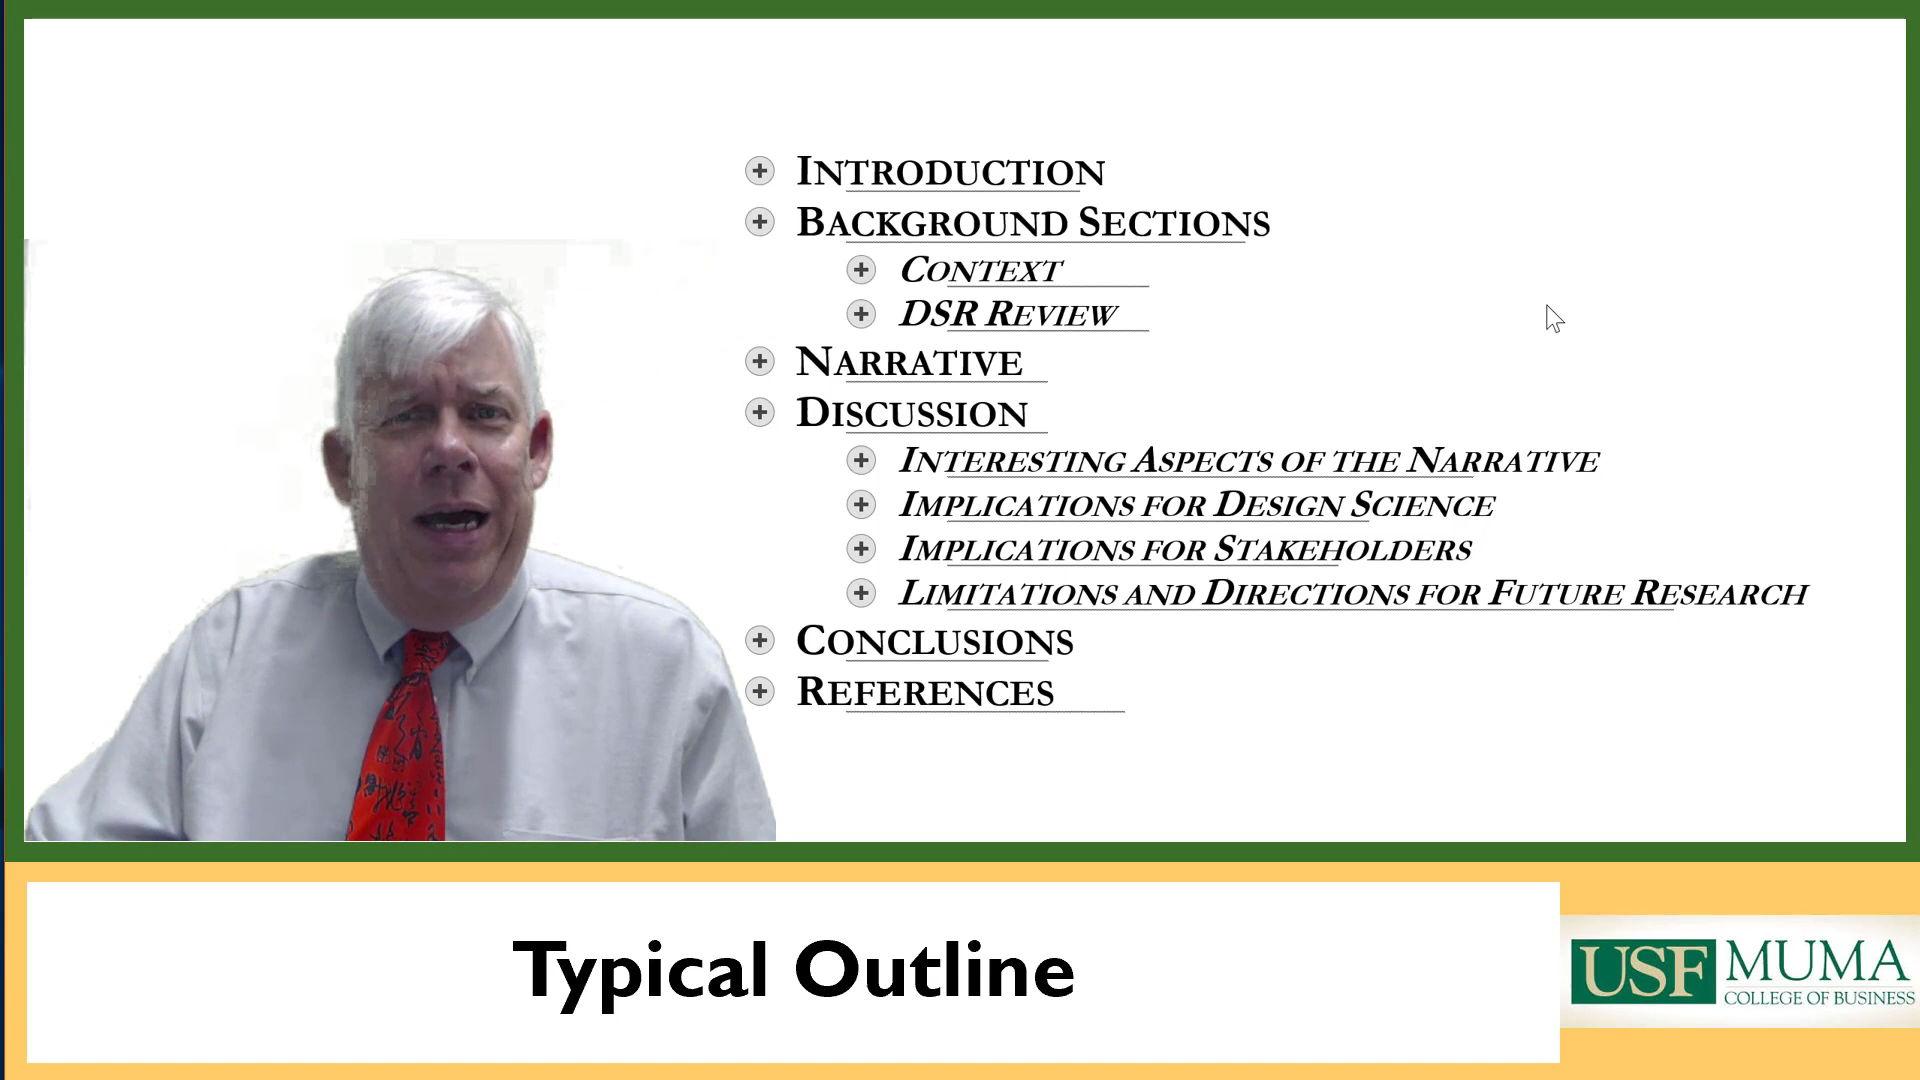 INTRODUCTION
BACKGROUND SECTIONS
CONTEXT
DSR REVIEW
NARRATIVE
DISCUSSION
INTERESTING ASPECTS OF THE NARRATIVE
IMPLICATIONS FOR DESIGN SCIENCE
IMPLICATIONS FOR STAKEHOLDERS
LIMITATIONS AND DIRECTIONS FOR FUTURE RESEARCH
CONCLUSIONS
REFERENCES
Typical Outline
USF MUMA
COLLEGE OF BUSINESS